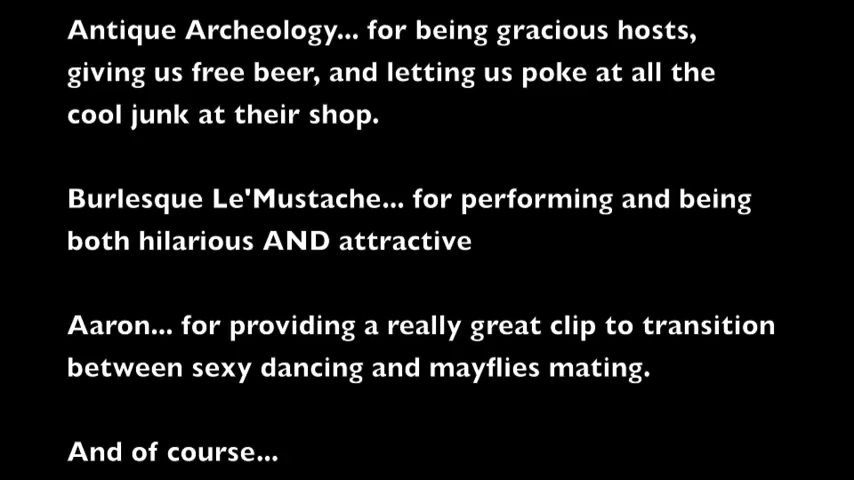 Antique Archeology... for being gracious hosts,
giving us free beer, and letting us poke at all the
cool junk at their shop.
Burlesque Le'Mustache... for performing and being
both hilarious AND attractive
Aaron... for providing a really great clip to transition
between sexy dancing and mayflies mating.
And of course...